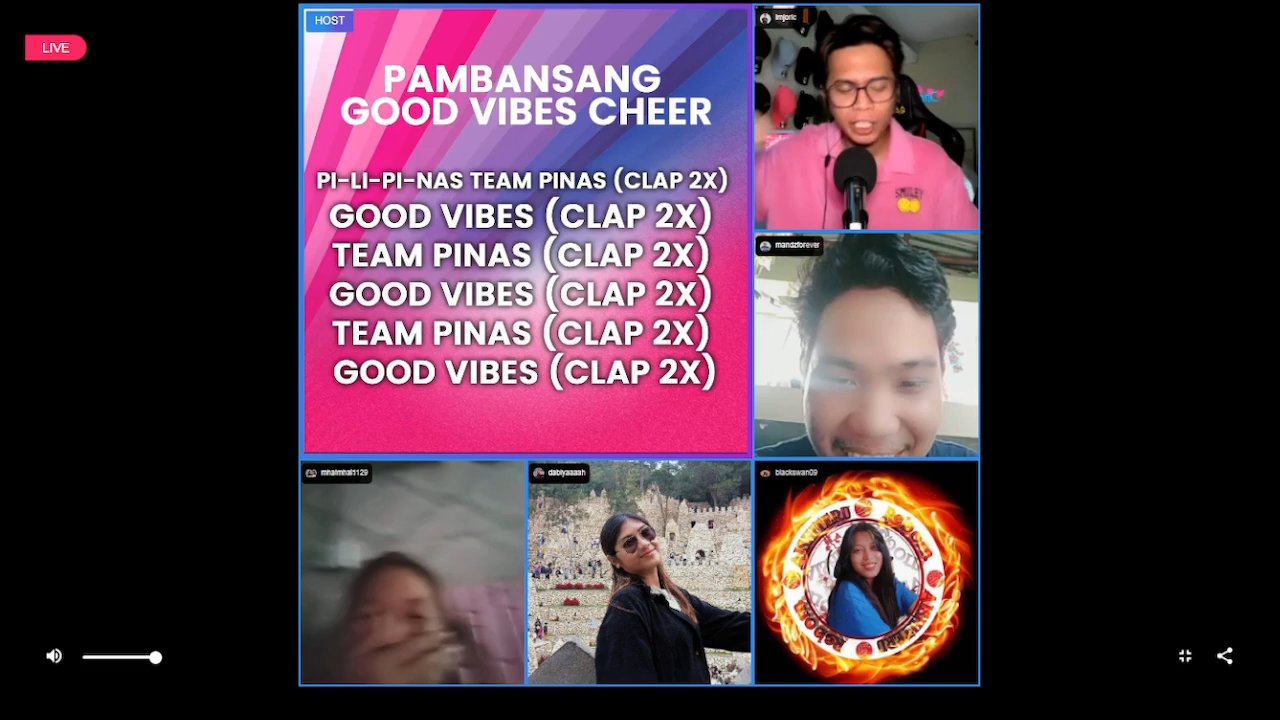 LIVE
HOST
PAMBANSANG
GOOD VIBES CHEER
PI-LI-PI-NAS TEAM PINAS (CLAP 2X)
GOOD VIBES (CLAP 2X)
TEAM PINAS (CLAP 2X)
GOOD VIBES (CLAP 2X)
TEAM PINAS (CLAP 2X)
GOOD VIBES (CLAP 2X)
imjoric
SMILEY
mandzforever
mhaimhai1129
dabiyaaaah
blackswan09